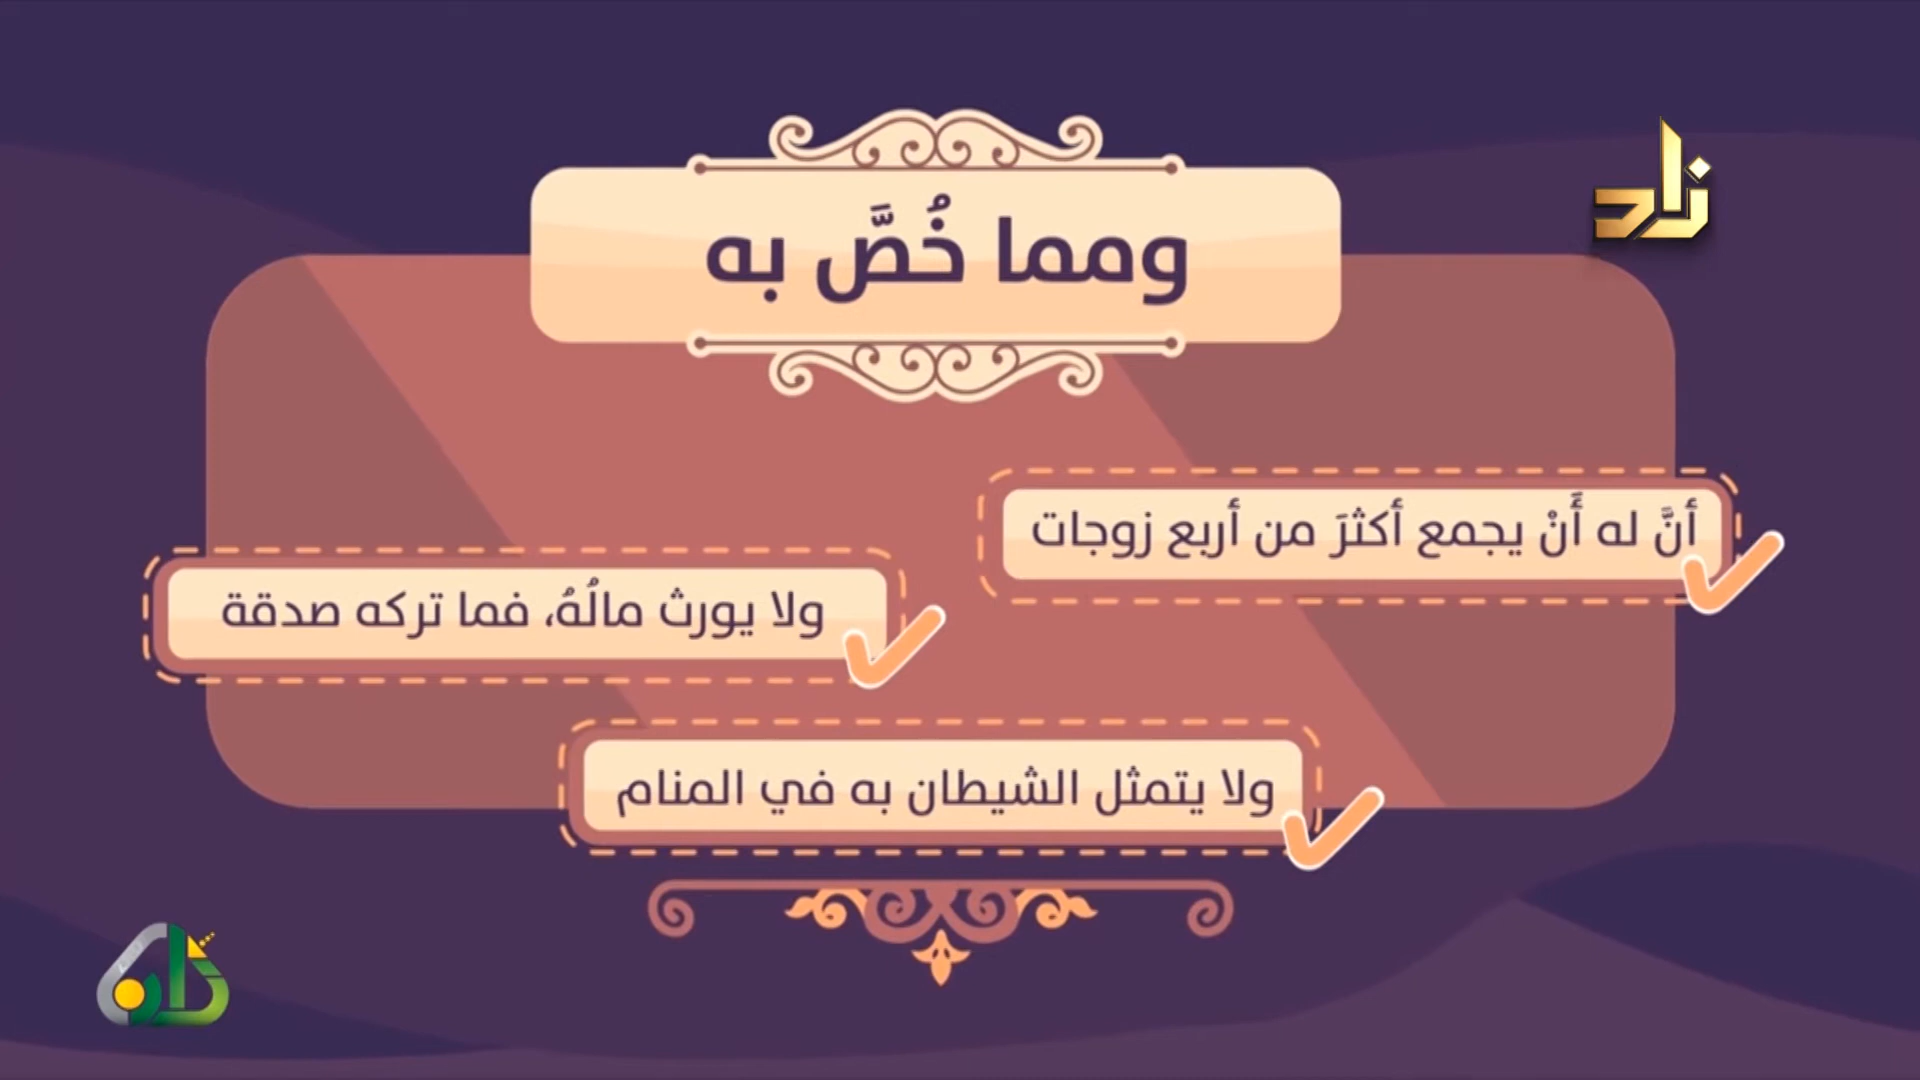 زاد
ومما خُصَّ به
أنَّ له أَنْ يجمع أكثرَ من أربع زوجات
ولا يورث مالُهُ، فما تركه صدقة
ولا يتمثل الشيطان به في المنام